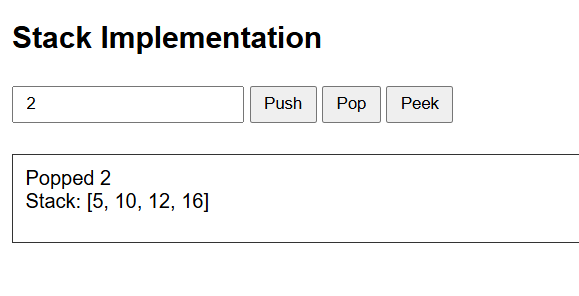 Stack Implementation
2 Push Pop Peek
Popped 2
Stack: [5, 10, 12, 16]